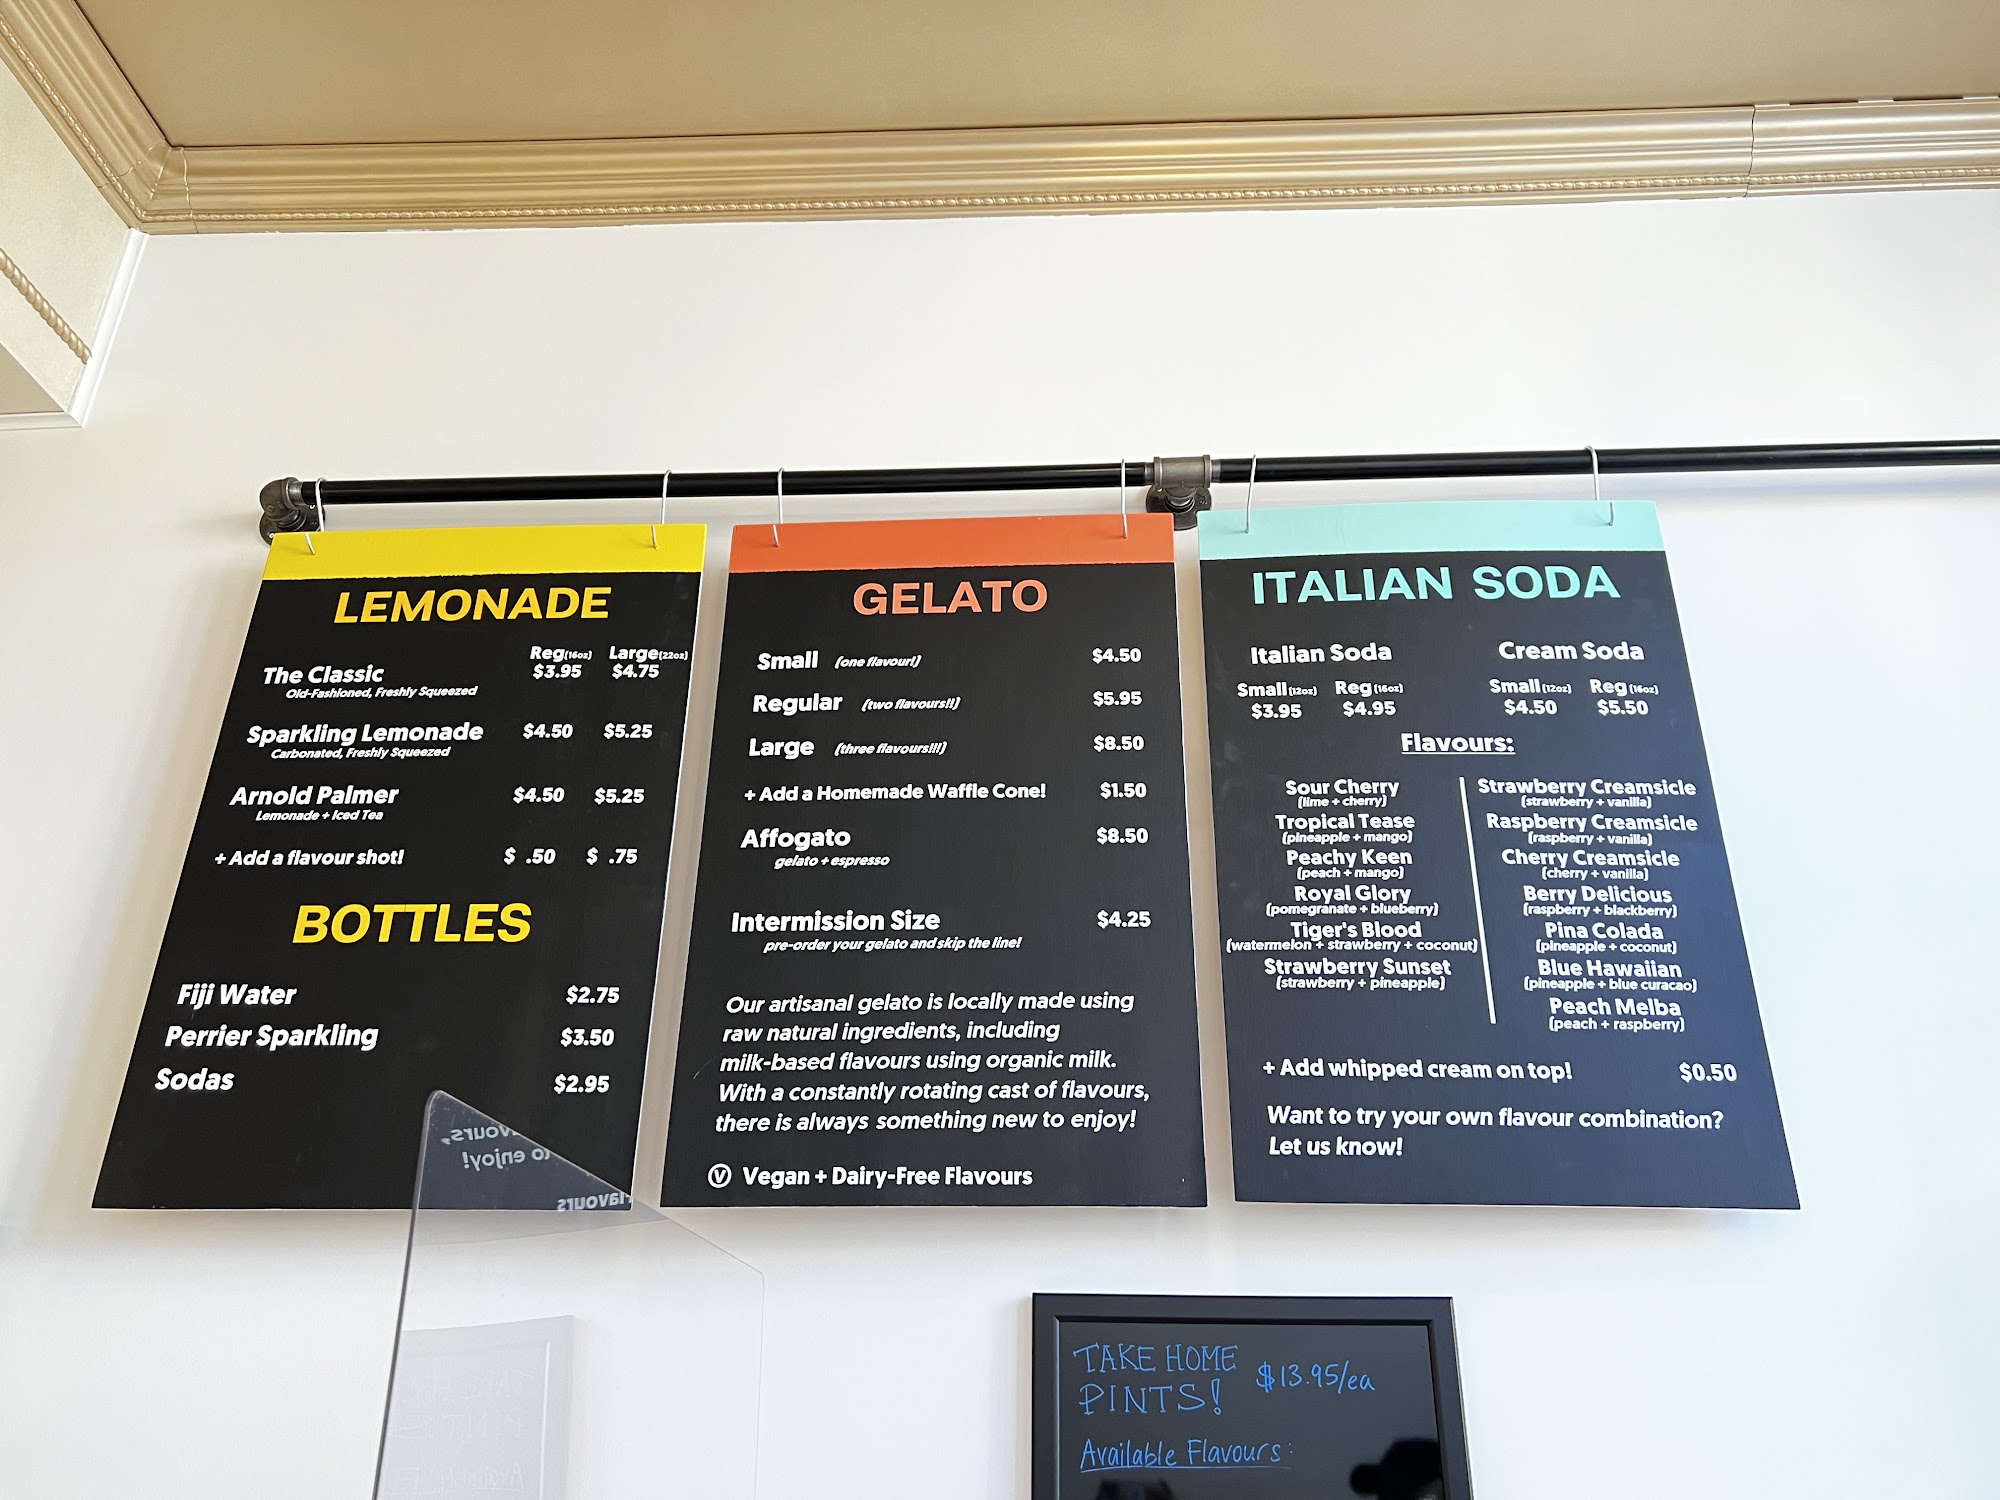 LEMONADE
Reg(16oz) Large(22oz)
The Classic $3.95 $4.75
Old-Fashioned, Freshly Squeezed
Sparkling Lemonade $4.50 $5.25
Carbonated, Freshly Squeezed
Arnold Palmer $4.50 $5.25
Lemonade + Iced Tea
+ Add a flavour shot! $ .50 $ .75
BOTTLES
Fiji Water $2.75
Perrier Sparkling $3.50
Sodas $2.95
GELATO
Small (one flavour!) $4.50
Regular (two flavours!!) $5.95
Large (three flavours!!!) $8.50
+ Add a Homemade Waffle Cone! $1.50
Affogato $8.50
gelato + espresso
Intermission Size $4.25
pre-order your gelato and skip the line!
Our artisanal gelato is locally made using
raw natural ingredients, including
milk-based flavours using organic milk.
With a constantly rotating cast of flavours,
there is always something new to enjoy!
V Vegan + Dairy-Free Flavours
ITALIAN SODA
Italian Soda Cream Soda
Small(12oz) Reg(16oz) Small(12oz) Reg(16oz)
$3.95 $4.95 $4.50 $5.50
Flavours:
Sour Cherry
(lime + cherry)
Tropical Tease
(pineapple + mango)
Peachy Keen
(peach + mango)
Royal Glory
(pomegranate + blueberry)
Tiger's Blood
(watermelon + strawberry + coconut)
Strawberry Sunset
(strawberry + pineapple)
Strawberry Creamsicle
(strawberry + vanilla)
Raspberry Creamsicle
(raspberry + vanilla)
Cherry Creamsicle
(cherry + vanilla)
Berry Delicious
(raspberry + blackberry)
Pina Colada
(pineapple + coconut)
Blue Hawaiian
(pineapple + blue curacao)
Peach Melba
(peach + raspberry)
+ Add whipped cream on top! $0.50
Want to try your own flavour combination?
Let us know!
TAKE HOME
PINTS! $13.95/ea
Available Flavours: